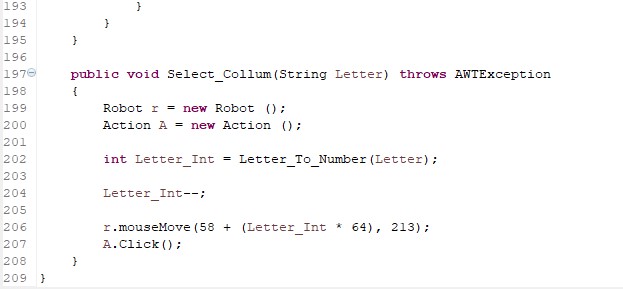 193 }
194 }
195 }
196
197 public void Select_Collum(String Letter) throws AWTException
198 {
199 Robot r = new Robot ();
200 Action A = new Action ();
201
202 int Letter_Int = Letter_To_Number(Letter);
203
204 Letter_Int--;
205
206 r.mouseMove(58 + (Letter_Int * 64), 213);
207 A.Click();
208 }
209 }